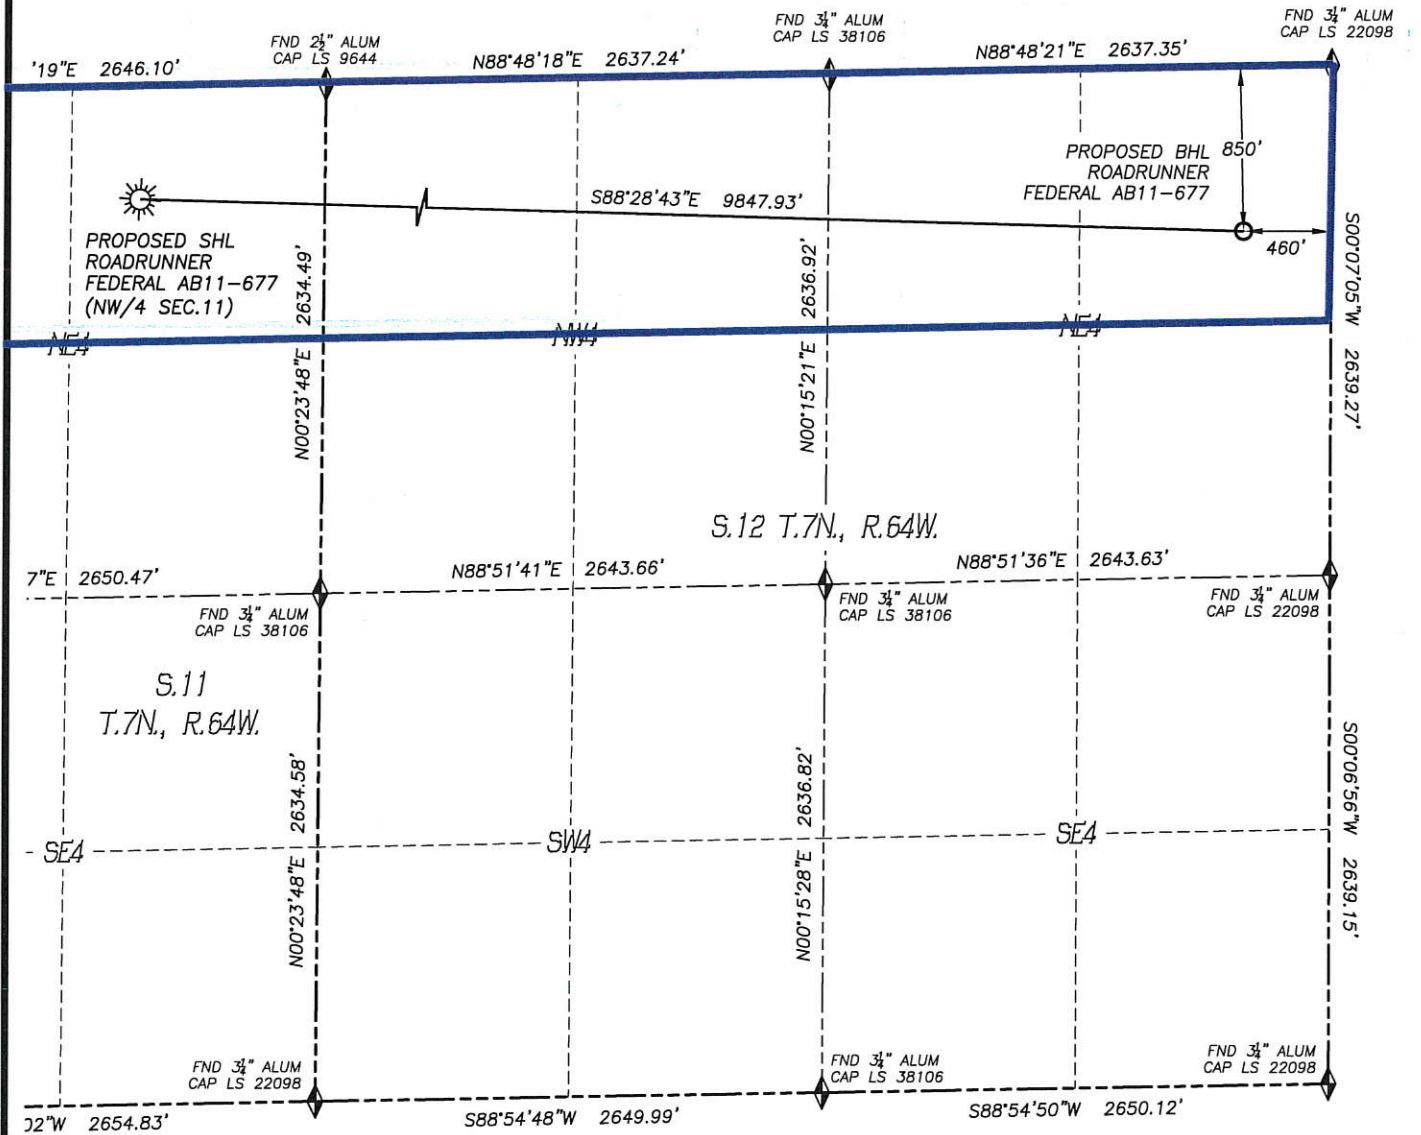 FND 2½" ALUM
CAP LS 9644
FND 3¼" ALUM
CAP LS 38106
FND 3¼" ALUM
CAP LS 22098
'19"E 2646.10'
N88°48'18"E 2637.24'
N88°48'21"E 2637.35'
PROPOSED BHL
ROADRUNNER
FEDERAL AB11-677
850'
S88°28'43"E 9847.93'
460'
PROPOSED SHL
ROADRUNNER
FEDERAL AB11-677
(NW/4 SEC.11)
N00°23'48"E 2634.49'
N00°15'21"E 2636.92'
S00°07'05"W 2639.27'
NE4
NW4
NE4
S.12 T.7N., R.64W.
7"E 2650.47'
N88°51'41"E 2643.66'
N88°51'36"E 2643.63'
FND 3¼" ALUM
CAP LS 38106
FND 3¼" ALUM
CAP LS 38106
FND 3¼" ALUM
CAP LS 22098
S.11
T.7N., R.64W.
N00°23'48"E 2634.58'
N00°15'28"E 2636.82'
S00°06'56"W 2639.15'
SE4
SW4
SE4
FND 3¼" ALUM
CAP LS 22098
FND 3¼" ALUM
CAP LS 38106
FND 3¼" ALUM
CAP LS 22098
02"W 2654.83'
S88°54'48"W 2649.99'
S88°54'50"W 2650.12'